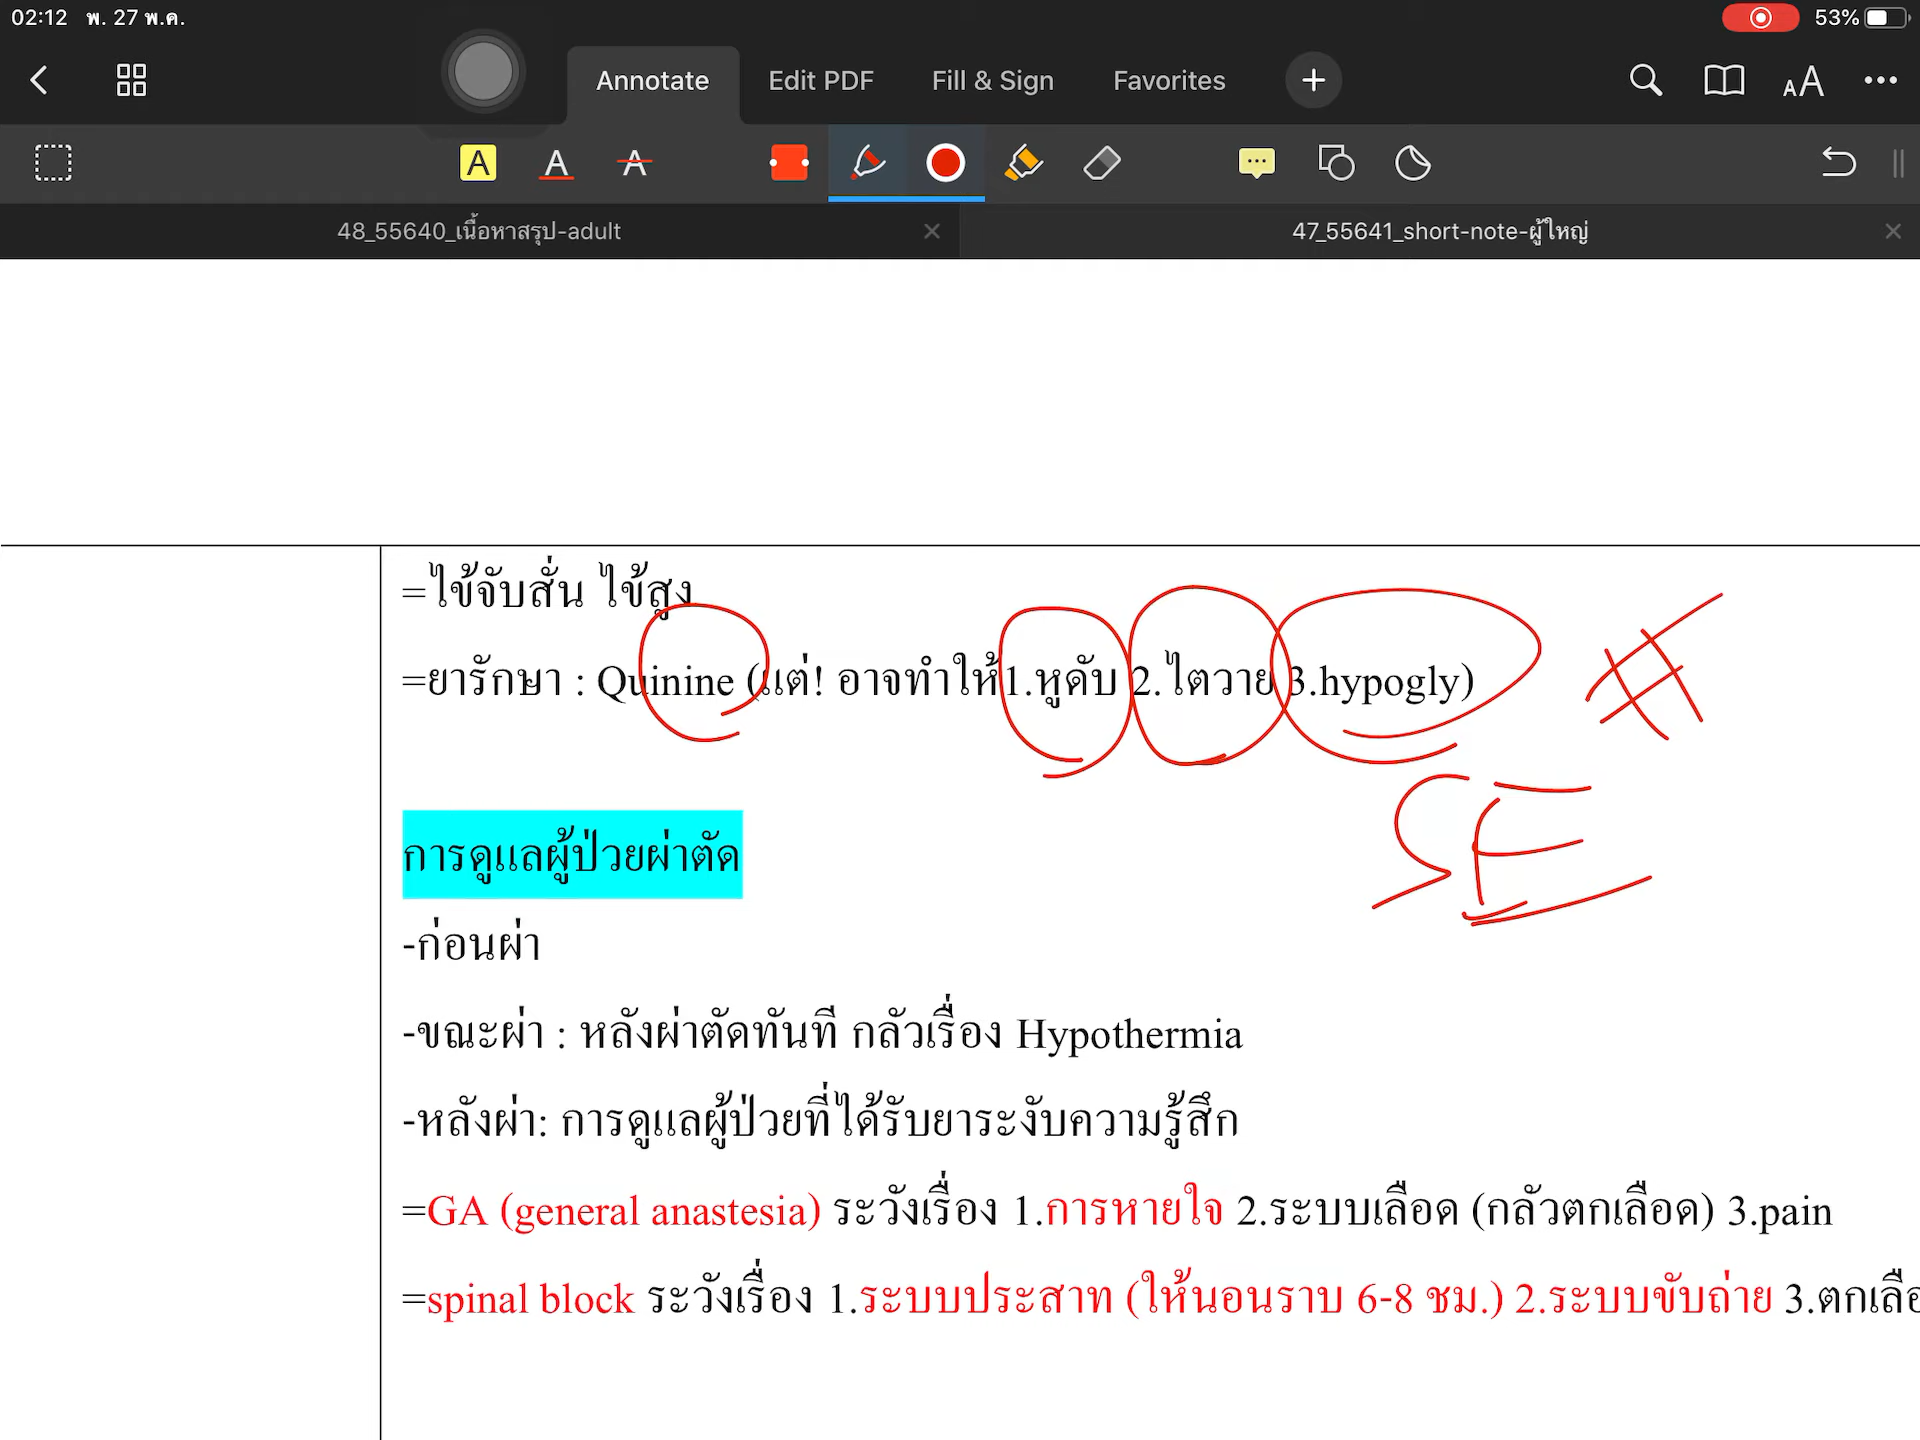 02:12 พ. 27 พ.ค. 53%
Annotate Edit PDF Fill & Sign Favorites
A A A AA
48_55640_เนื้อหาสรุป-adult 47_55641_short-note-ผู้ใหญ่
=ไข้จับสั่น ไข้สูง
=ยารักษา : Quinine (แต่! อาจทำให้1.หูดับ 2.ไตวาย 3.hypogly) #
SE
การดูแลผู้ป่วยผ่าตัด
-ก่อนผ่า
-ขณะผ่า : หลังผ่าตัดทันที กลัวเรื่อง Hypothermia
-หลังผ่า: การดูแลผู้ป่วยที่ได้รับยาระงับความรู้สึก
=GA (general anastesia) ระวังเรื่อง 1.การหายใจ 2.ระบบเลือด (กลัวตกเลือด) 3.pain
=spinal block ระวังเรื่อง 1.ระบบประสาท (ให้นอนราบ 6-8 ชม.) 2.ระบบขับถ่าย 3.ตกเลือ